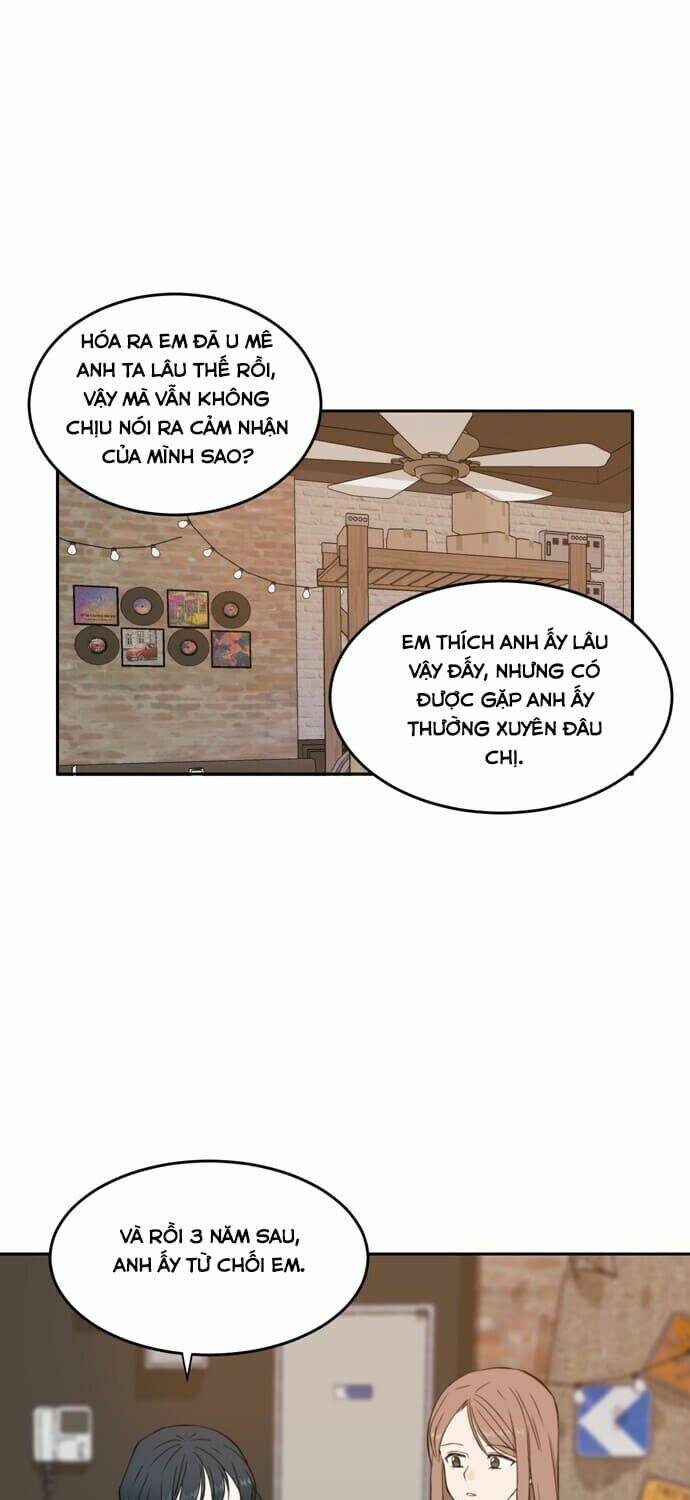 HÓA RA EM ĐÃ U MÊ
ANH TA LÂU THẾ RỒI,
VẬY MÀ VẪN KHÔNG
CHỊU NÓI RA CẢM NHẬN
CỦA MÌNH SAO?
EM THÍCH ANH ẤY LÂU
VẬY ĐẤY, NHƯNG CÓ
ĐƯỢC GẶP ANH ẤY
THƯỜNG XUYÊN ĐÂU
CHỊ.
VÀ RỒI 3 NĂM SAU,
ANH ẤY TỪ CHỐI EM.